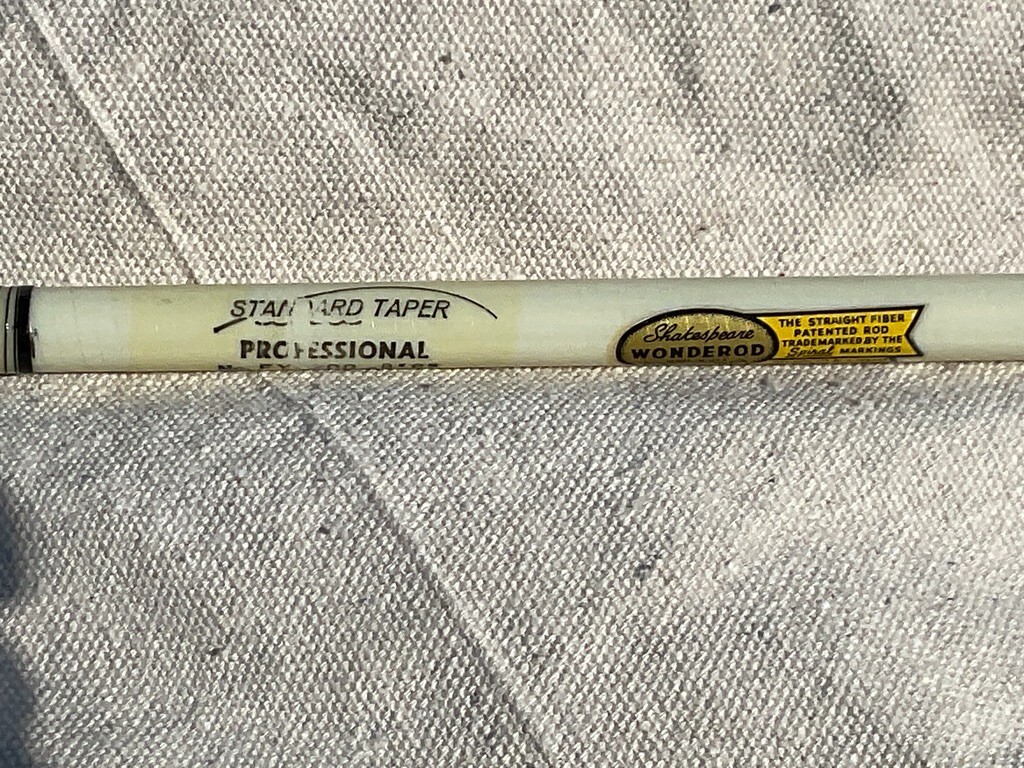 STANDARD TAPER
PROFESSIONAL
Shakespeare
WONDEROD
THE STRAIGHT FIBER
PATENTED ROD
TRADEMARKED BY THE
Spiral MARKINGS